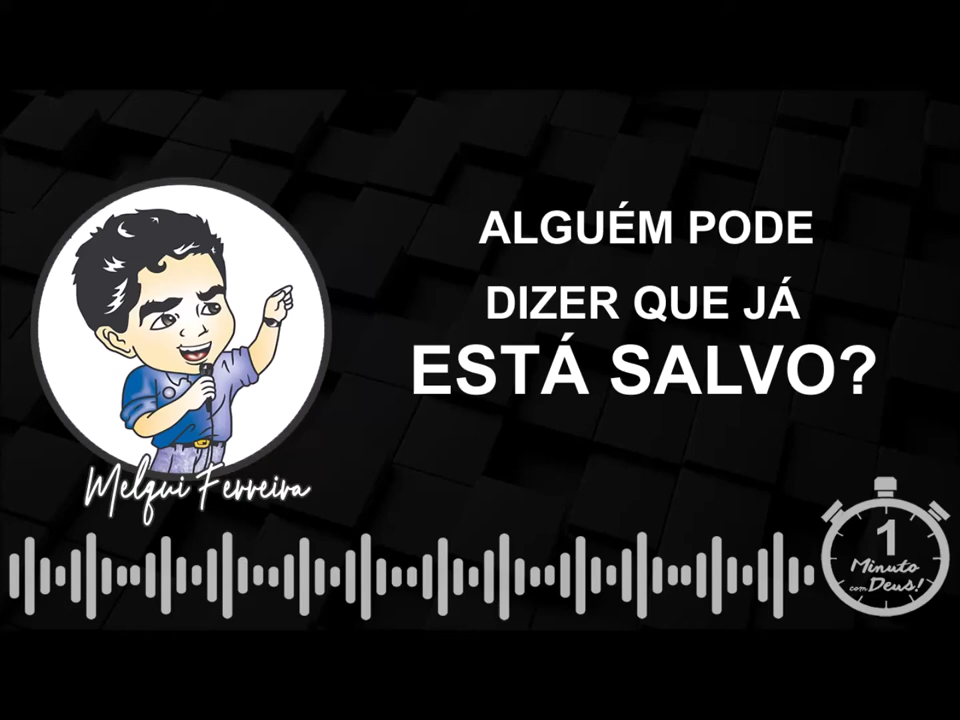 ALGUÉM PODE
DIZER QUE JÁ
ESTÁ SALVO?
Melqui Ferreira
1
Minuto
com Deus!